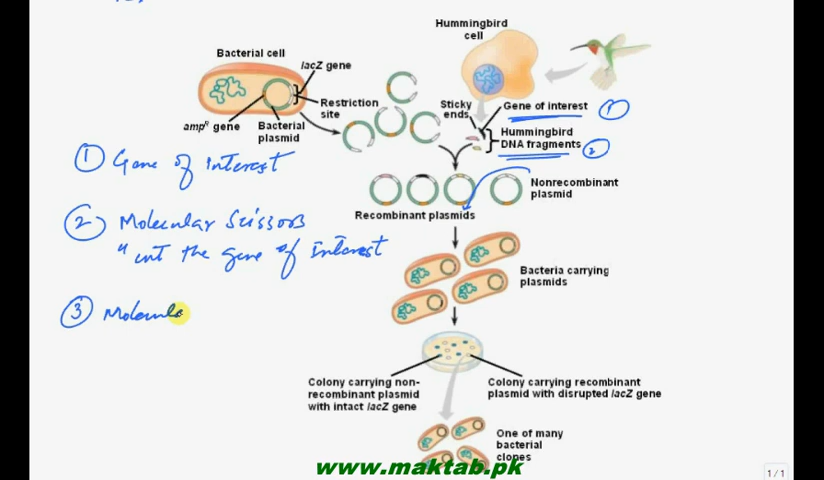 Hummingbird
cell
Bacterial cell
lacZ gene
Restriction
site
Sticky
ends
Gene of interest
1
Hummingbird
DNA fragments
2
ampR gene
Bacterial
plasmid
1 Gene of interest
Nonrecombinant
plasmid
Recombinant plasmids
2 Molecular Scissors
" cut the gene of interest
Bacteria carrying
plasmids
3 Molecula
Colony carrying non-
recombinant plasmid
with intact lacZ gene
Colony carrying recombinant
plasmid with disrupted lacZ gene
One of many
bacterial
clones
www.maktab.pk
1/1